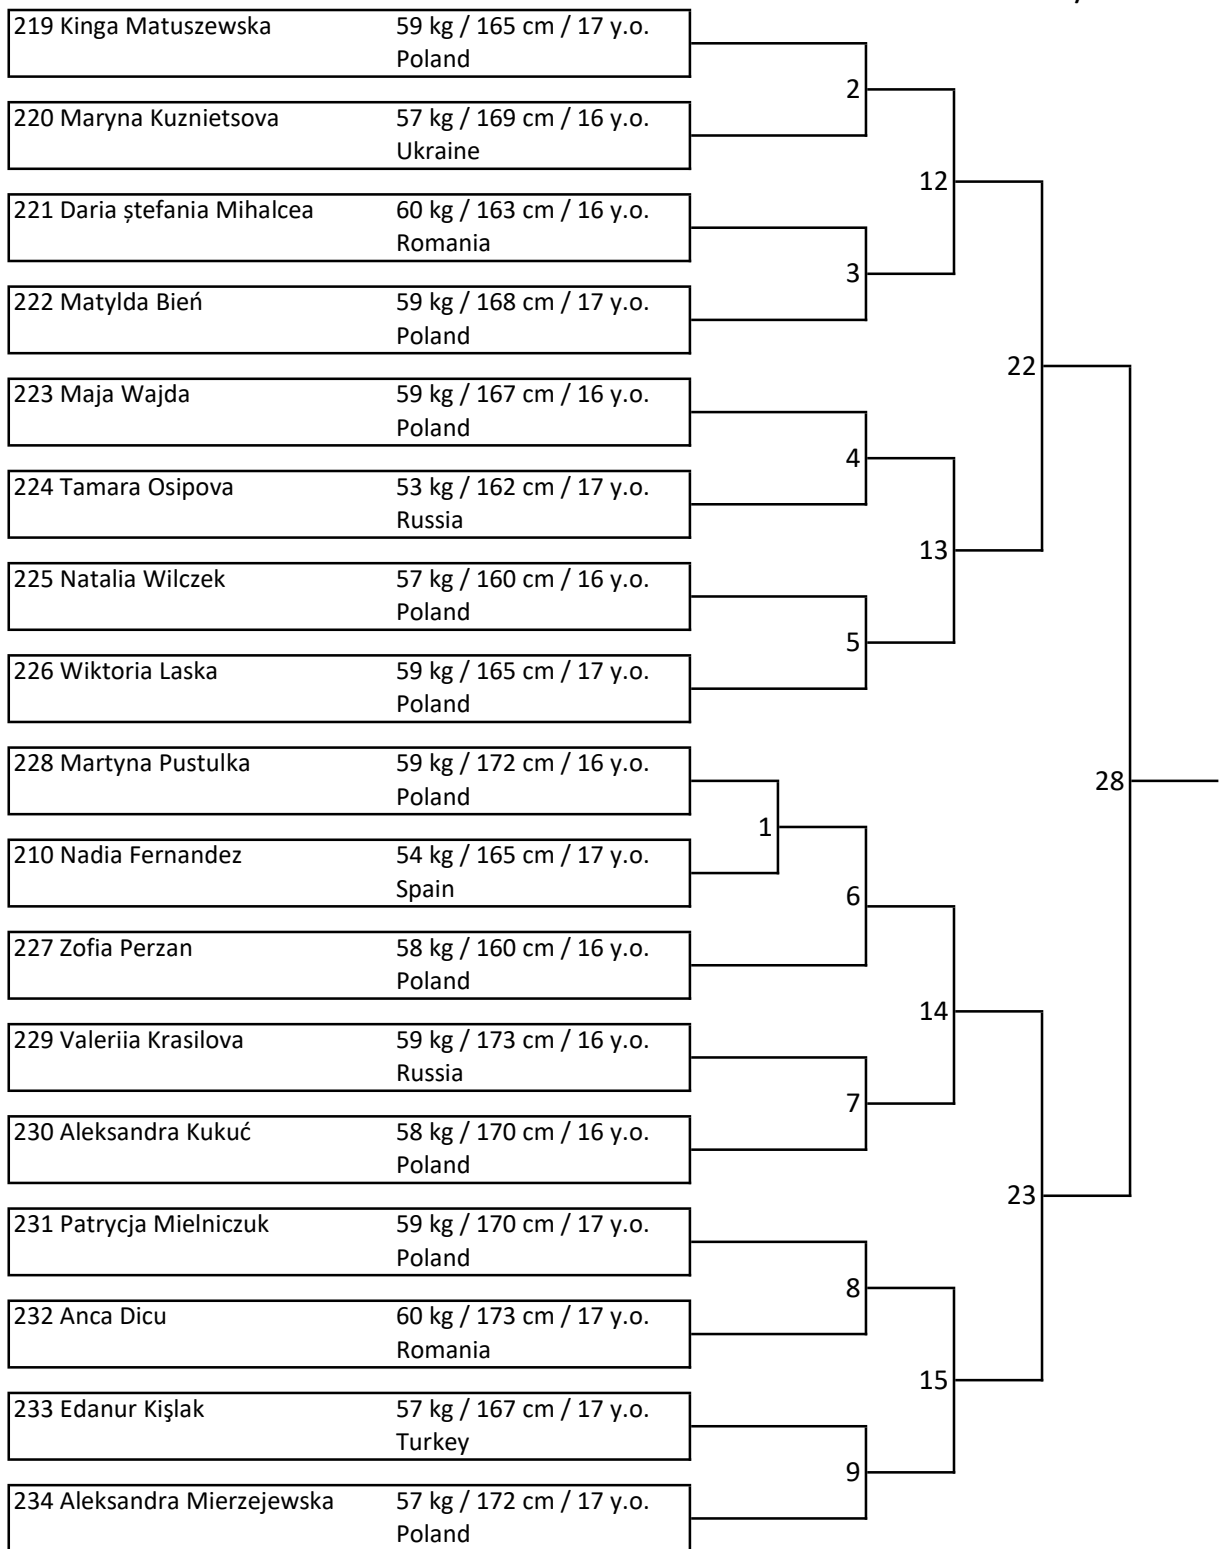 219 Kinga Matuszewska 59 kg / 165 cm / 17 y.o.
Poland
2
220 Maryna Kuznietsova 57 kg / 169 cm / 16 y.o.
Ukraine
12
221 Daria ștefania Mihalcea 60 kg / 163 cm / 16 y.o.
Romania
3
222 Matylda Bień 59 kg / 168 cm / 17 y.o.
Poland
22
223 Maja Wajda 59 kg / 167 cm / 16 y.o.
Poland
4
224 Tamara Osipova 53 kg / 162 cm / 17 y.o.
Russia
13
225 Natalia Wilczek 57 kg / 160 cm / 16 y.o.
Poland
5
226 Wiktoria Laska 59 kg / 165 cm / 17 y.o.
Poland
228 Martyna Pustulka 59 kg / 172 cm / 16 y.o.
Poland
28
1
210 Nadia Fernandez 54 kg / 165 cm / 17 y.o.
Spain
6
227 Zofia Perzan 58 kg / 160 cm / 16 y.o.
Poland
14
229 Valeriia Krasilova 59 kg / 173 cm / 16 y.o.
Russia
7
230 Aleksandra Kukuć 58 kg / 170 cm / 16 y.o.
Poland
23
231 Patrycja Mielniczuk 59 kg / 170 cm / 17 y.o.
Poland
8
232 Anca Dicu 60 kg / 173 cm / 17 y.o.
Romania
15
233 Edanur Kişlak 57 kg / 167 cm / 17 y.o.
Turkey
9
234 Aleksandra Mierzejewska 57 kg / 172 cm / 17 y.o.
Poland